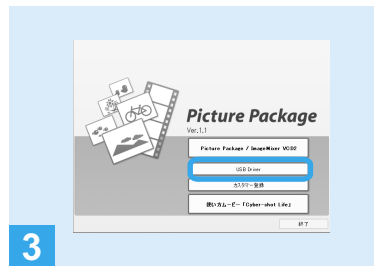 Picture Package
Ver.1.1
Picture Package / ImageMixer VCD2
USB Driver
カスタマー登録
使い方ムービー「Cyber-shot Life」
終了
3